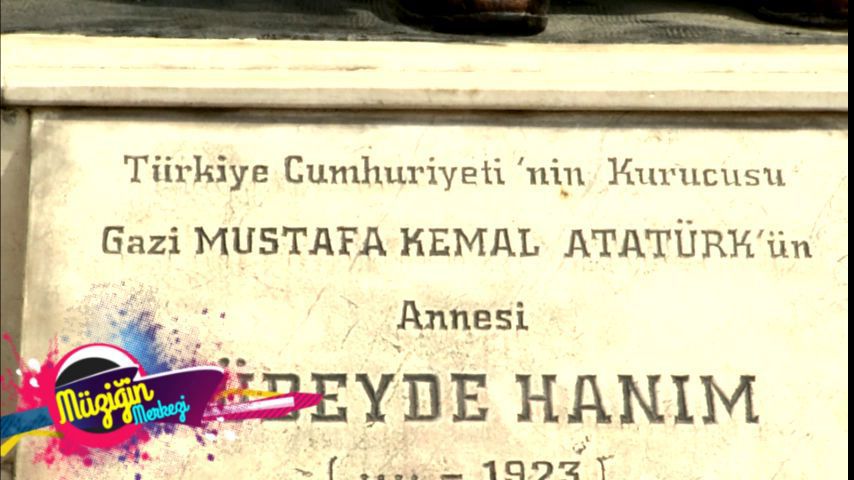 Türkiye Cumhuriyeti 'nin Kurucusu
Gazi MUSTAFA KEMAL ATATÜRK'ün
Annesi
HANIM
1923
Müziğin
Merkezi